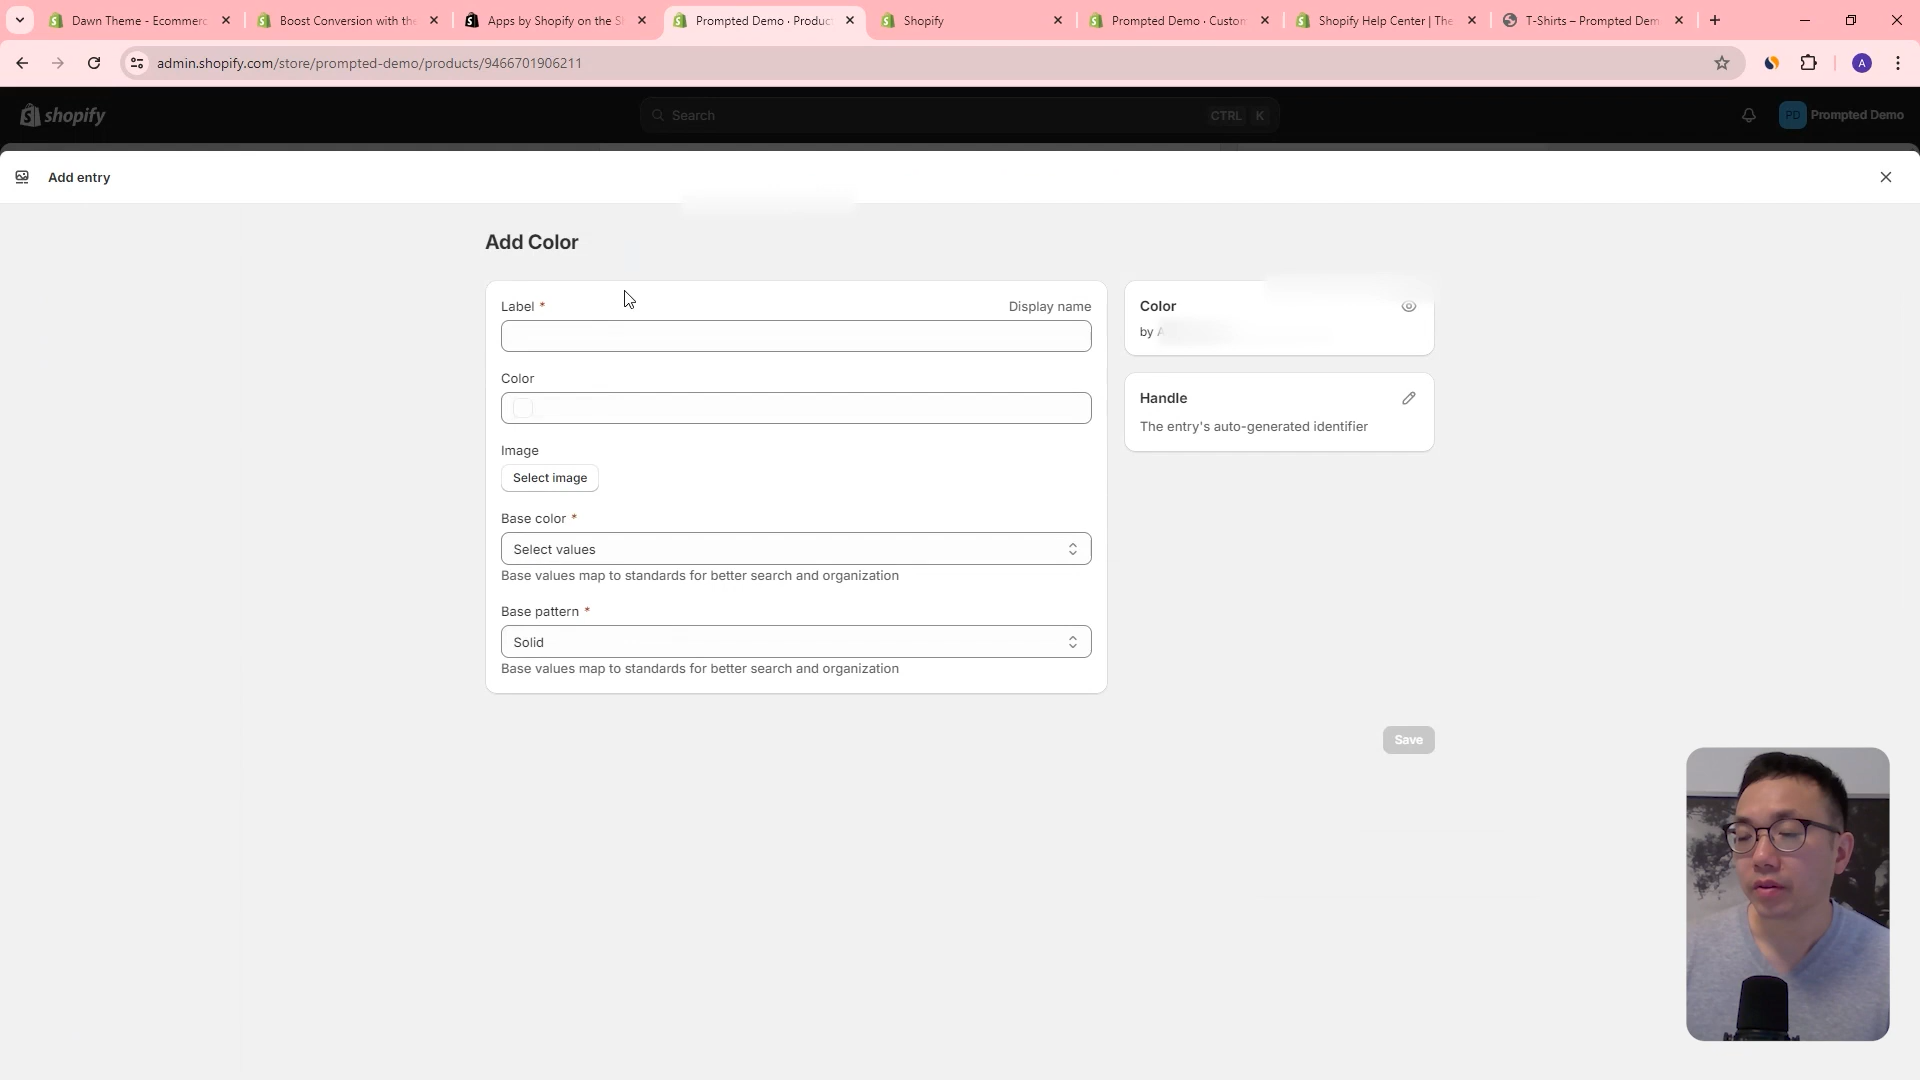 Dawn Theme - Ecommerc
Boost Conversion with the
Apps by Shopify on the S
Prompted Demo · Produc
Shopify
Prompted Demo · Custom
Shopify Help Center | The
T-Shirts – Prompted Dem
admin.shopify.com/store/prompted-demo/products/9466701906211
A
shopify
Search
CTRL K
PD Prompted Demo
Add entry
Add Color
Label *
Display name
Color
Image
Select image
Base color *
Select values
Base values map to standards for better search and organization
Base pattern *
Solid
Base values map to standards for better search and organization
Color
by
Handle
The entry's auto-generated identifier
Save